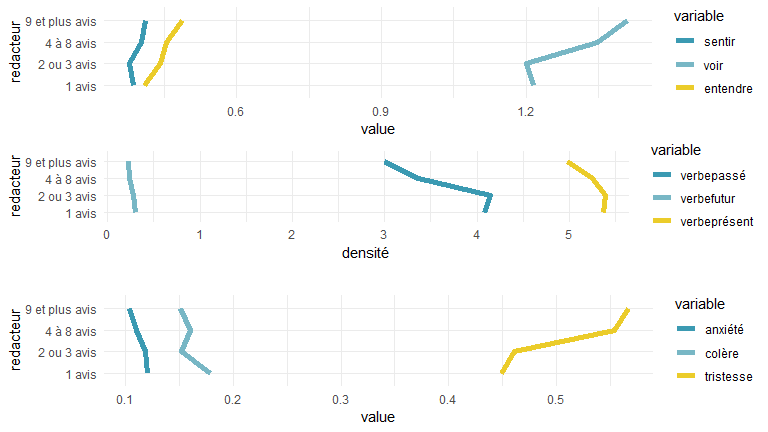 variable
9 et plus avis
4 à 8 avis
2 ou 3 avis
1 avis
redacteur
sentir
voir
entendre
0.6 0.9 1.2
value
variable
9 et plus avis
4 à 8 avis
2 ou 3 avis
1 avis
redacteur
verbepassé
verbefutur
verbeprésent
0 1 2 3 4 5
densité
variable
9 et plus avis
4 à 8 avis
2 ou 3 avis
1 avis
redacteur
anxiété
colère
tristesse
0.1 0.2 0.3 0.4 0.5
value